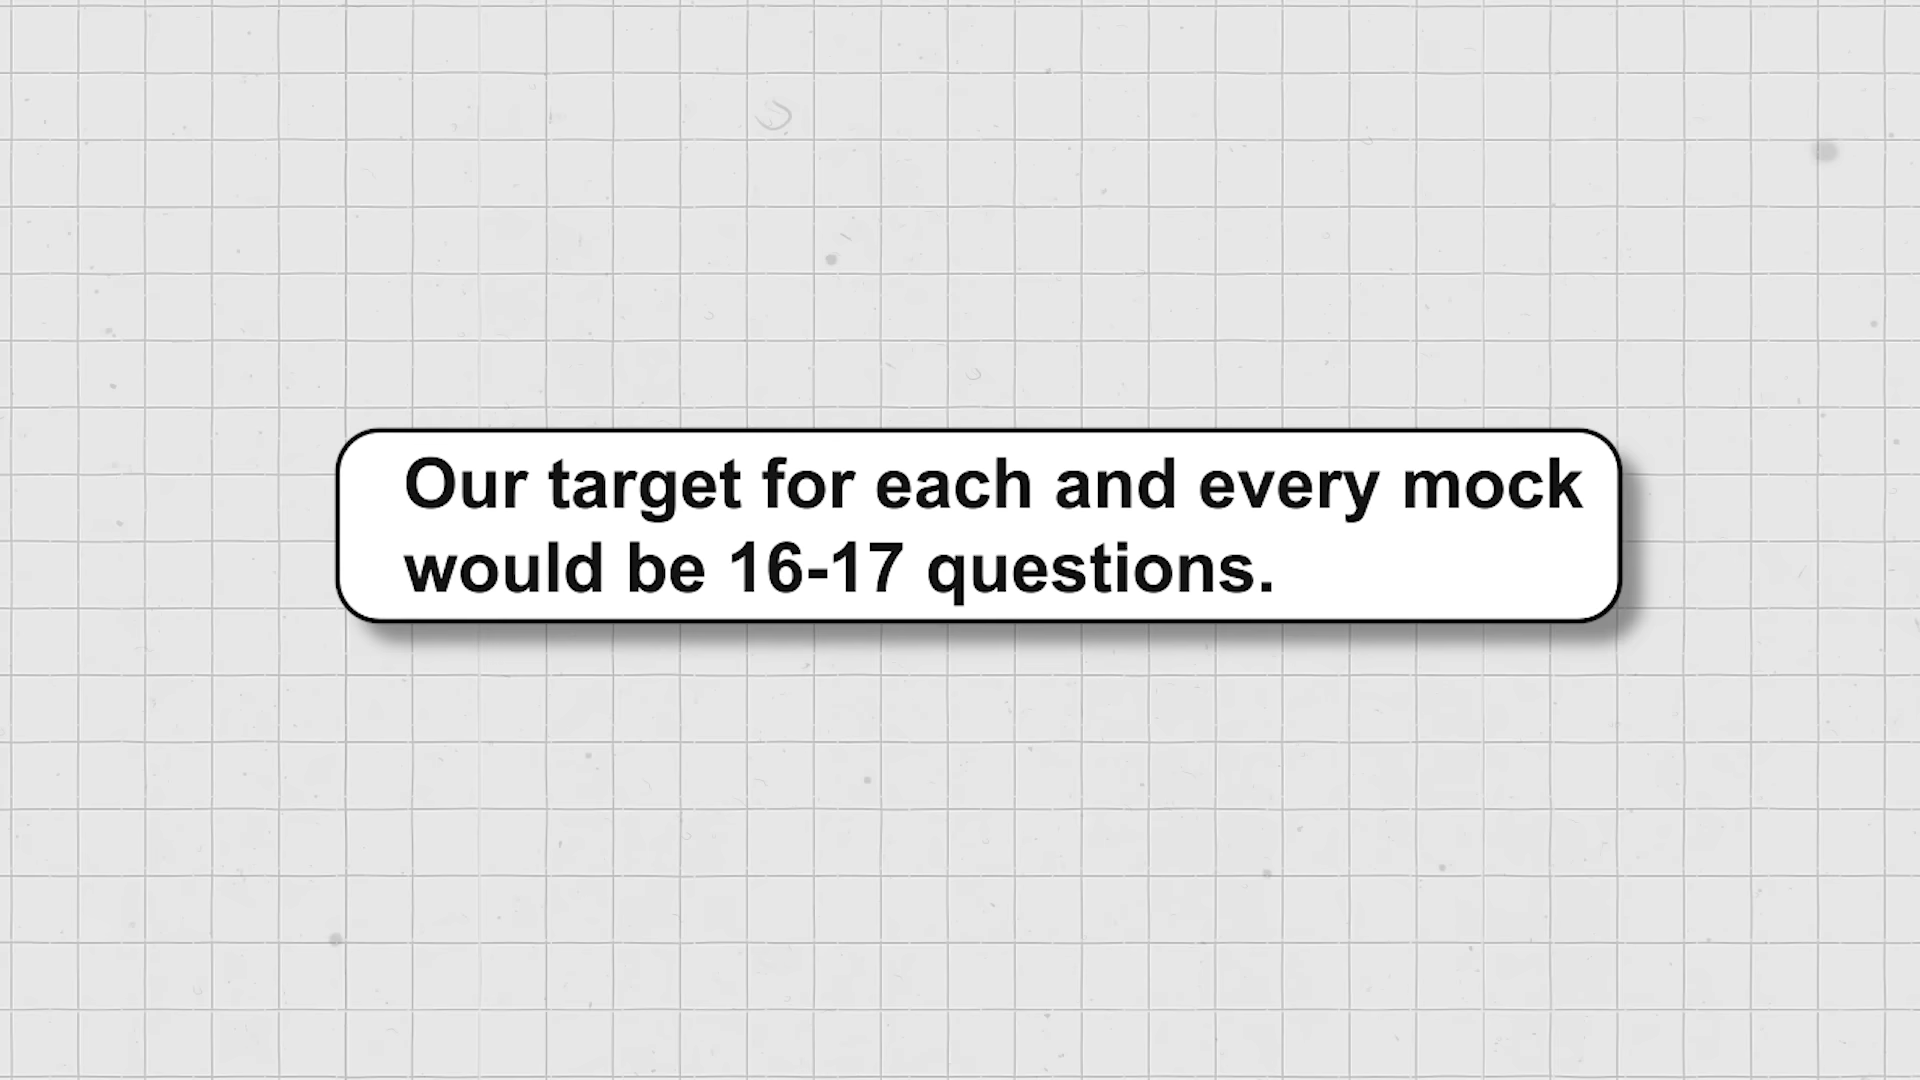 Our target for each and every mock
would be 16-17 questions.